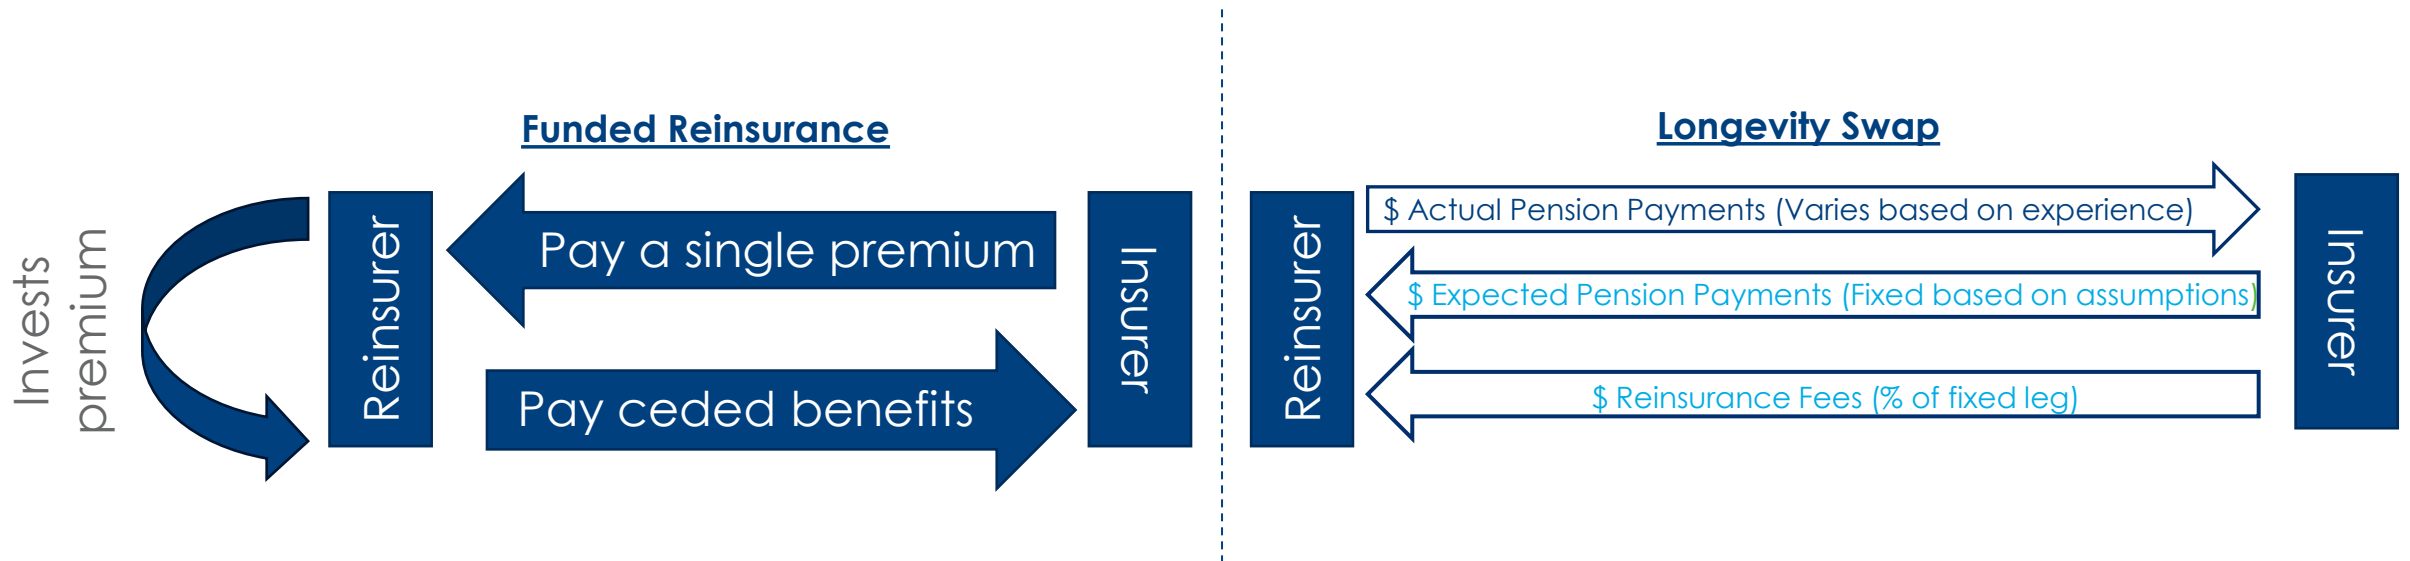 Funded Reinsurance
Invests
premium
Reinsurer
Pay a single premium
Pay ceded benefits
Insurer
Longevity Swap
Reinsurer
$ Actual Pension Payments (Varies based on experience)
$ Expected Pension Payments (Fixed based on assumptions)
$ Reinsurance Fees (% of fixed leg)
Insurer